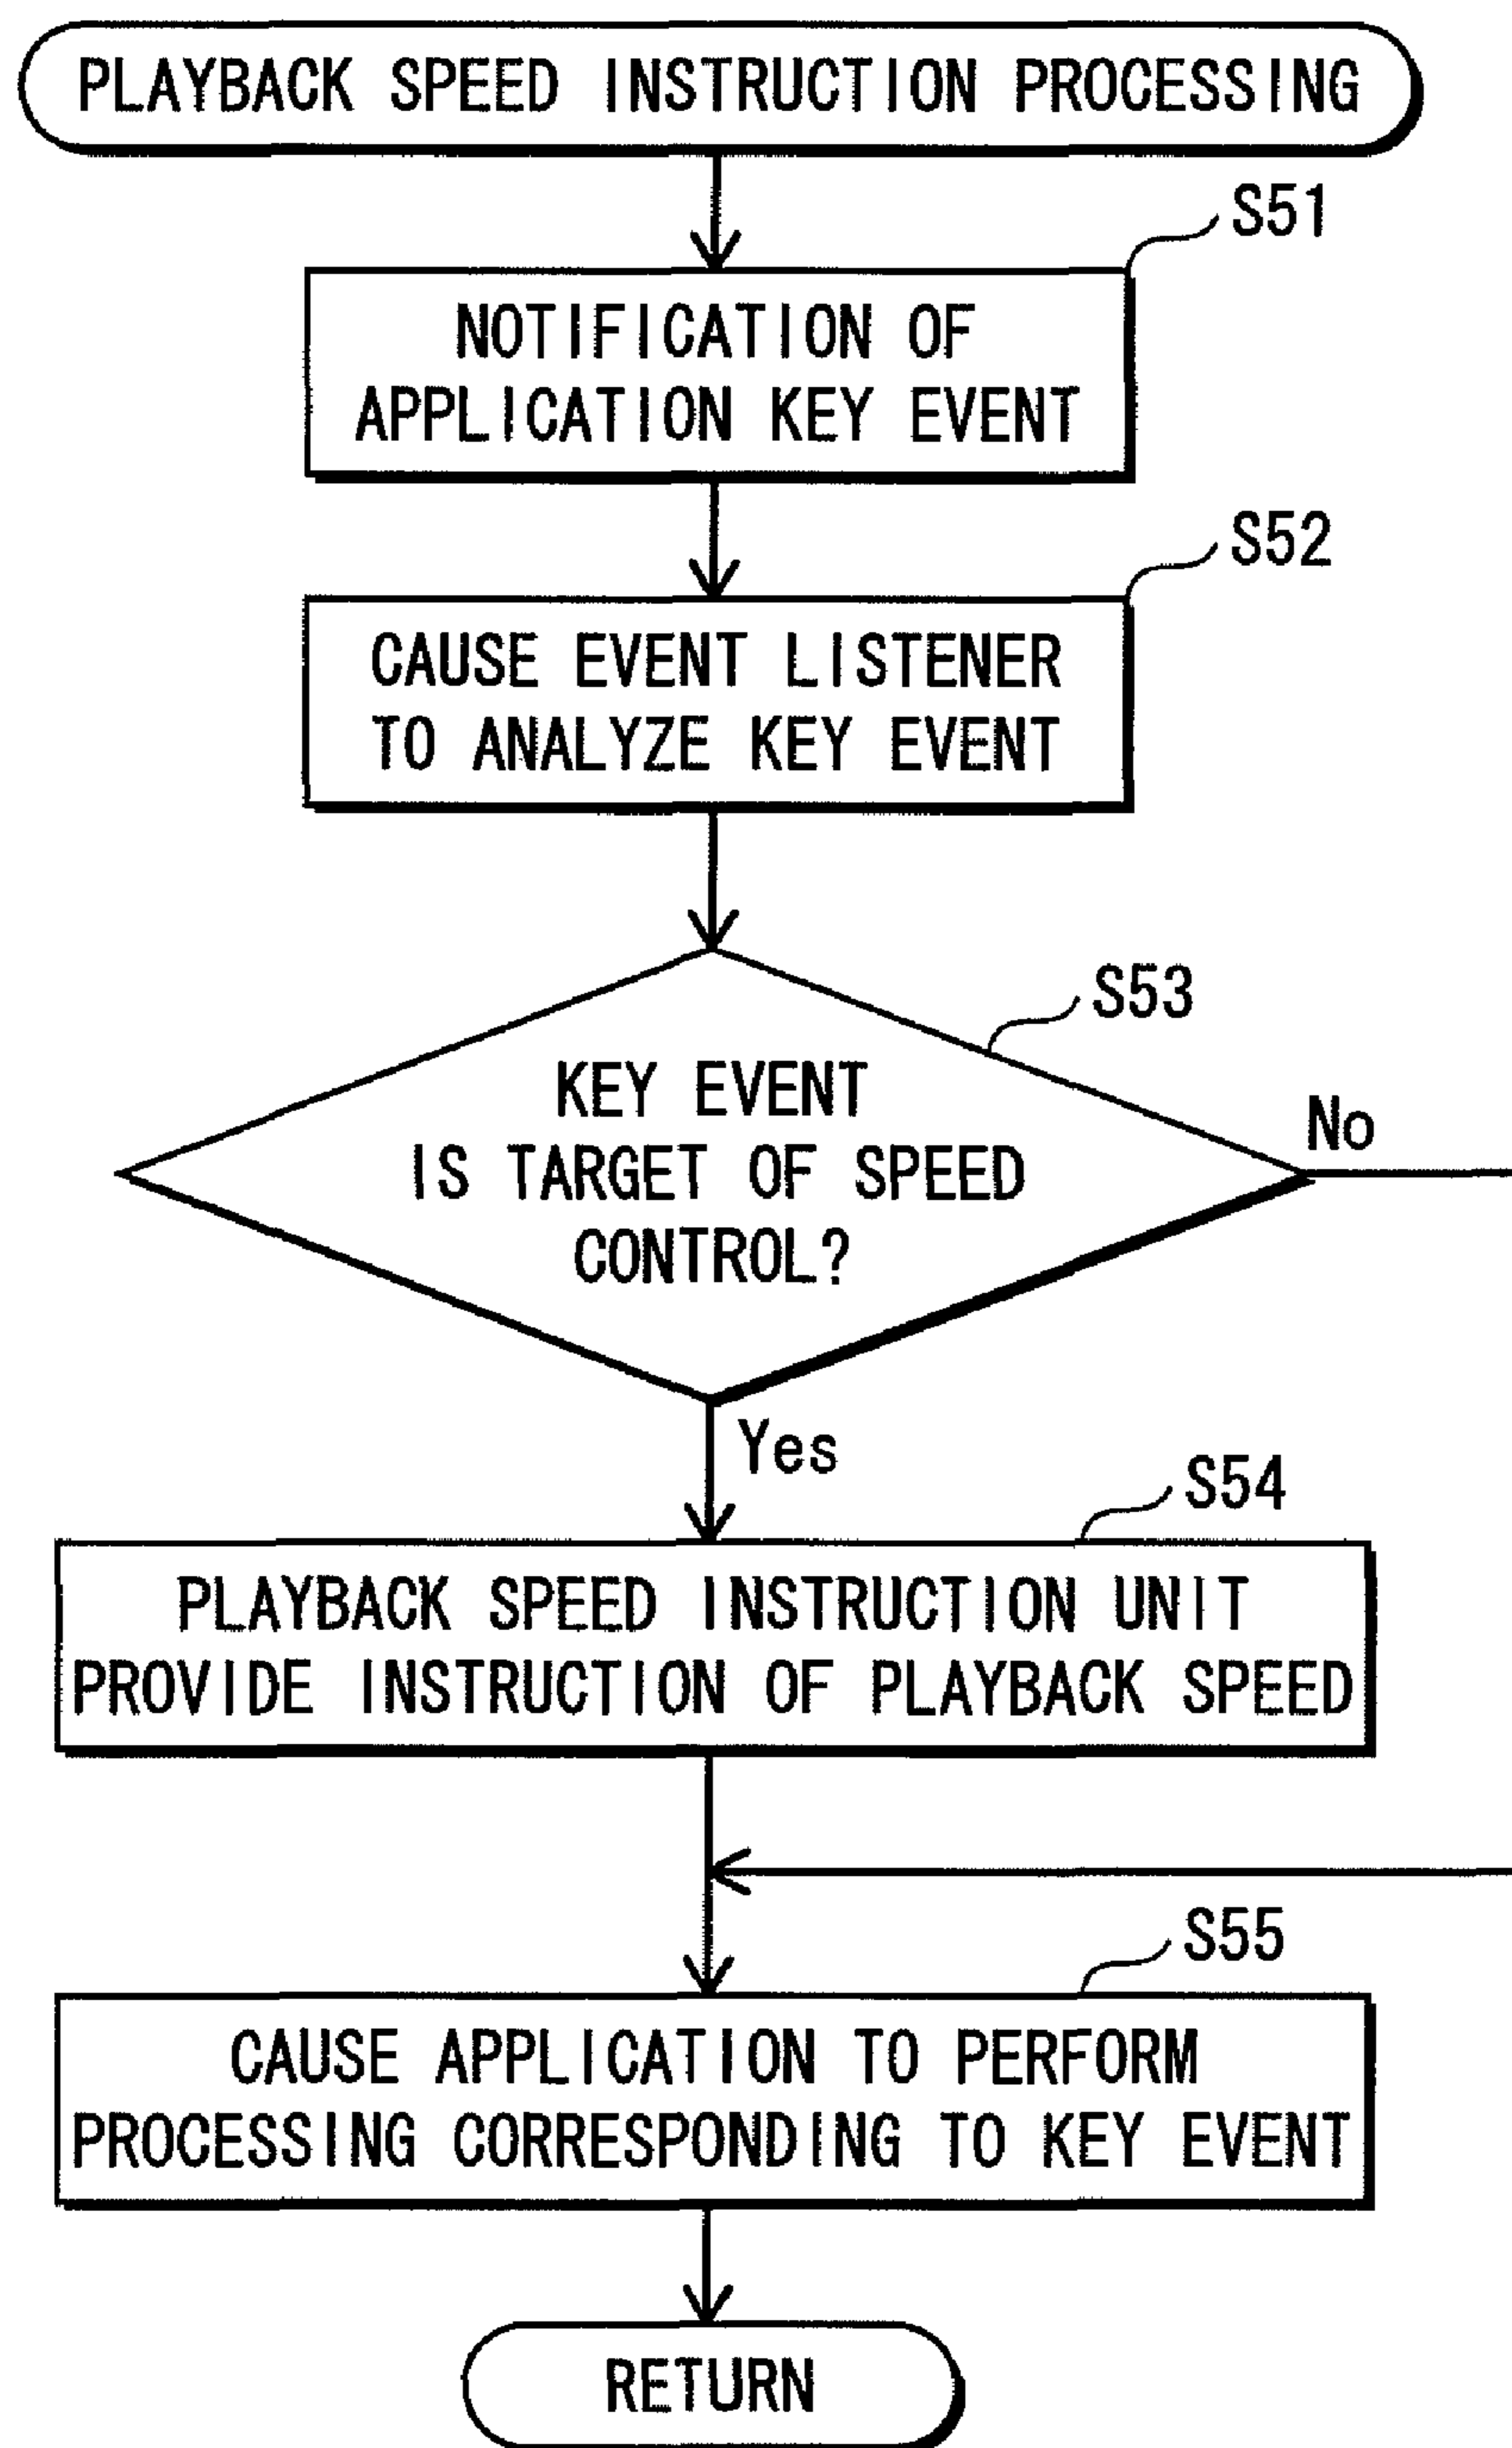 PLAYBACK SPEED INSTRUCTION PROCESSING
S51
NOTIFICATION OF
APPLICATION KEY EVENT
S52
CAUSE EVENT LISTENER
TO ANALYZE KEY EVENT
S53
KEY EVENT
IS TARGET OF SPEED
CONTROL?
No
Yes
S54
PLAYBACK SPEED INSTRUCTION UNIT
PROVIDE INSTRUCTION OF PLAYBACK SPEED
S55
CAUSE APPLICATION TO PERFORM
PROCESSING CORRESPONDING TO KEY EVENT
RETURN